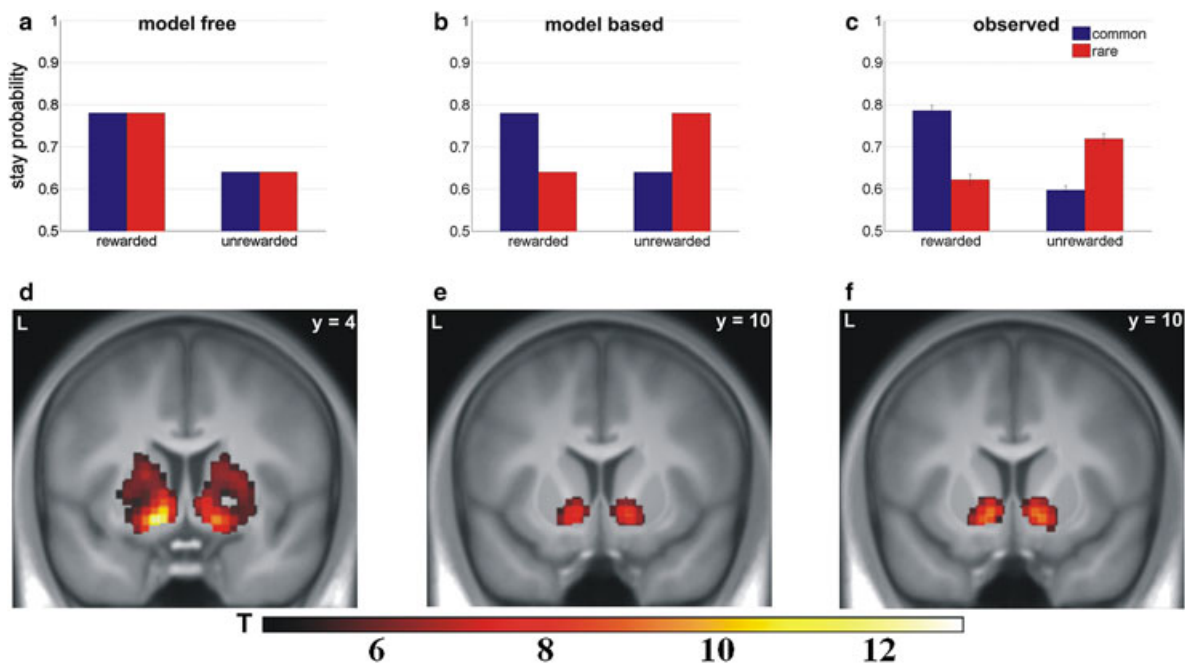 a
model free
stay probability
1
0.9
0.8
0.7
0.6
0.5
rewarded
unrewarded
b
model based
1
0.9
0.8
0.7
0.6
0.5
rewarded
unrewarded
c
observed
common
rare
1
0.9
0.8
0.7
0.6
0.5
rewarded
unrewarded
d
L
y = 4
e
L
y = 10
f
L
y = 10
T
6
8
10
12